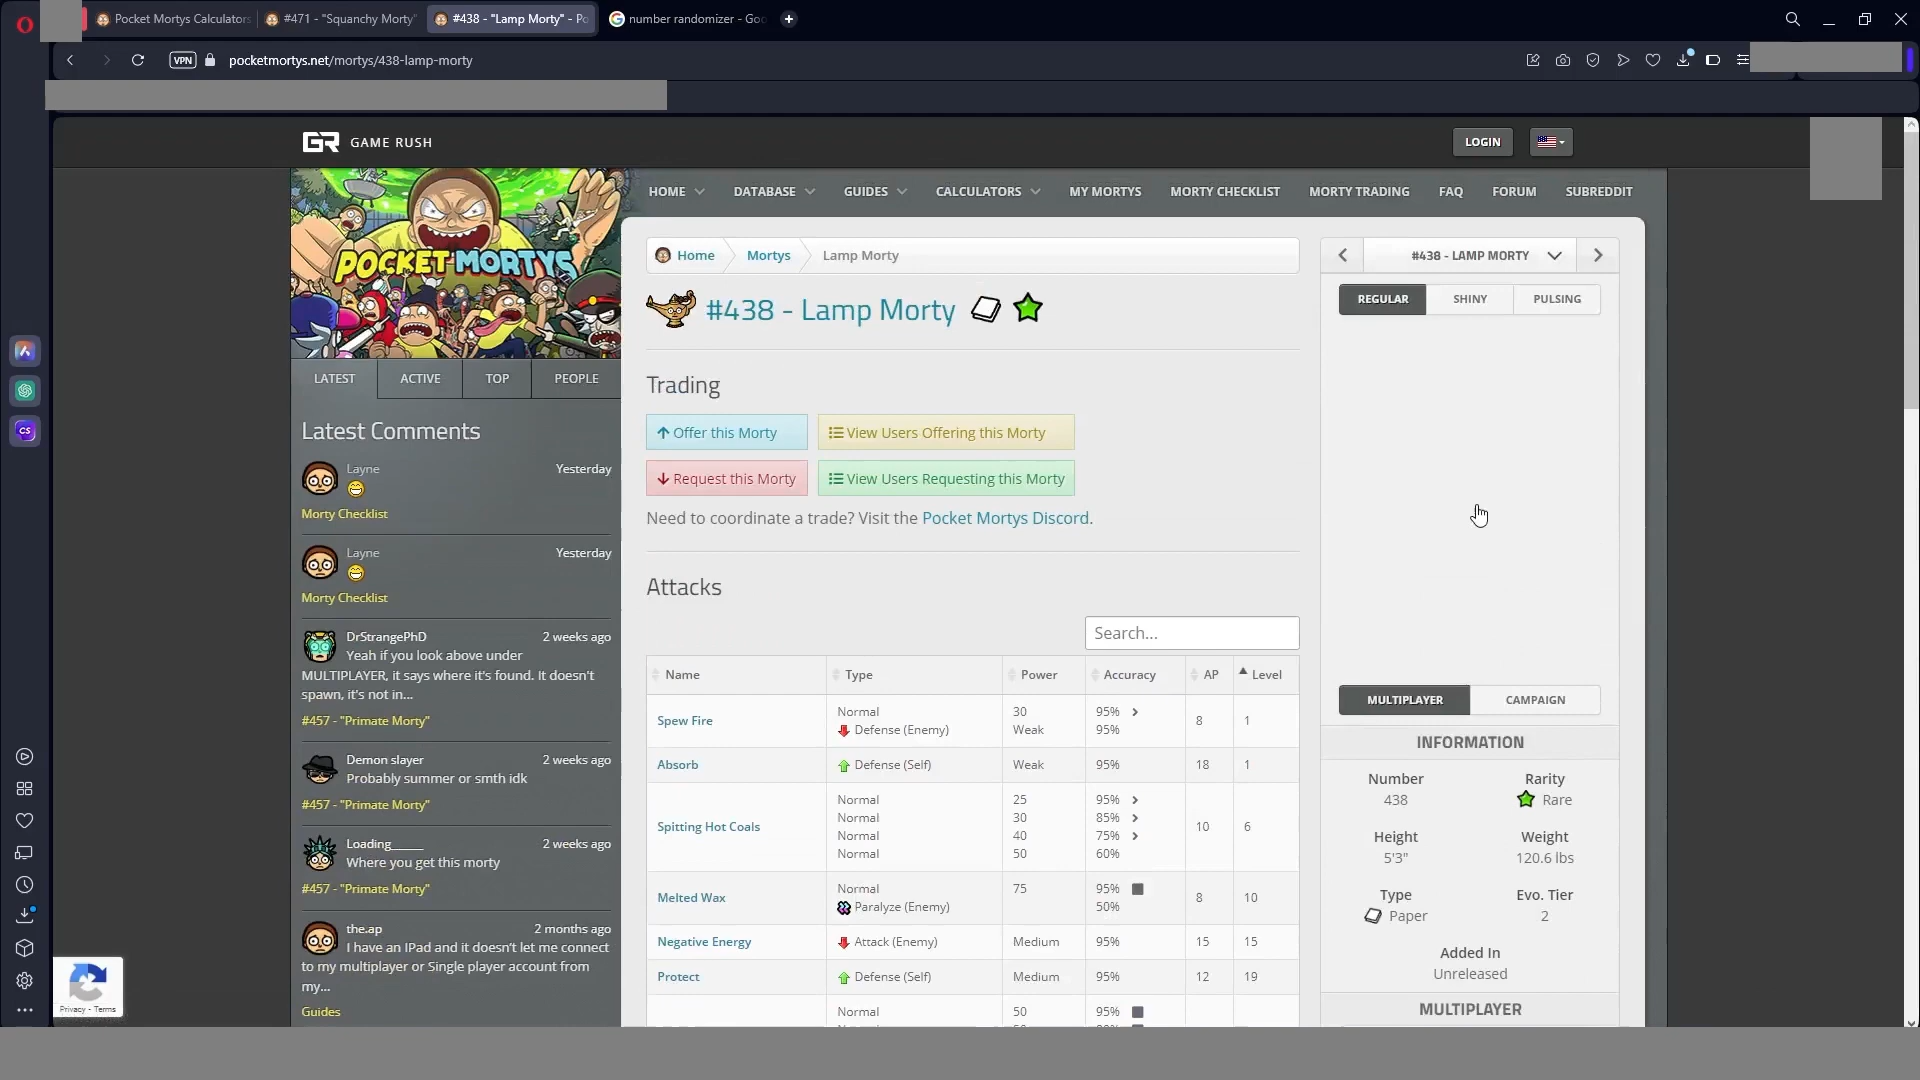 Pocket Mortys Calculators
#471 - "Squanchy Morty"
#438 - "Lamp Morty" - Po
number randomizer - Goo
VPN
pocketmortys.net/mortys/438-lamp-morty
GR GAME RUSH
LOGIN
HOME
DATABASE
GUIDES
CALCULATORS
MY MORTYS
MORTY CHECKLIST
MORTY TRADING
FAQ
FORUM
SUBREDDIT
POCKET MORTYS
LATEST
ACTIVE
TOP
PEOPLE
Latest Comments
Layne
Yesterday
Morty Checklist
Layne
Yesterday
Morty Checklist
DrStrangePhD
2 weeks ago
Yeah if you look above under
MULTIPLAYER, it says where it's found. It doesn't
spawn, it's not in...
#457 - "Primate Morty"
Demon slayer
2 weeks ago
Probably summer or smth idk
#457 - "Primate Morty"
Loading_____
2 weeks ago
Where you get this morty
#457 - "Primate Morty"
the.ap
2 months ago
I have an IPad and it doesn't let me connect
to my multiplayer or Single player account from
my...
Guides
Privacy - Terms
CS
Home
Mortys
Lamp Morty
#438 - Lamp Morty
Trading
Offer this Morty
View Users Offering this Morty
Request this Morty
View Users Requesting this Morty
Need to coordinate a trade? Visit the Pocket Mortys Discord.
Attacks
Search...
Name Type Power Accuracy AP Level
Spew Fire Normal 30 95% 8 1
Defense (Enemy) Weak 95%
Absorb Defense (Self) Weak 95% 18 1
Spitting Hot Coals Normal 25 95% 10 6
Normal 30 85%
Normal 40 75%
Normal 50 60%
Melted Wax Normal 75 95% 8 10
Paralyze (Enemy) 50%
Negative Energy Attack (Enemy) Medium 95% 15 15
Protect Defense (Self) Medium 95% 12 19
Normal 50 95%
#438 - LAMP MORTY
REGULAR
SHINY
PULSING
MULTIPLAYER
CAMPAIGN
INFORMATION
Number
438
Rarity
Rare
Height
5'3"
Weight
120.6 lbs
Type
Paper
Evo. Tier
2
Added In
Unreleased
MULTIPLAYER